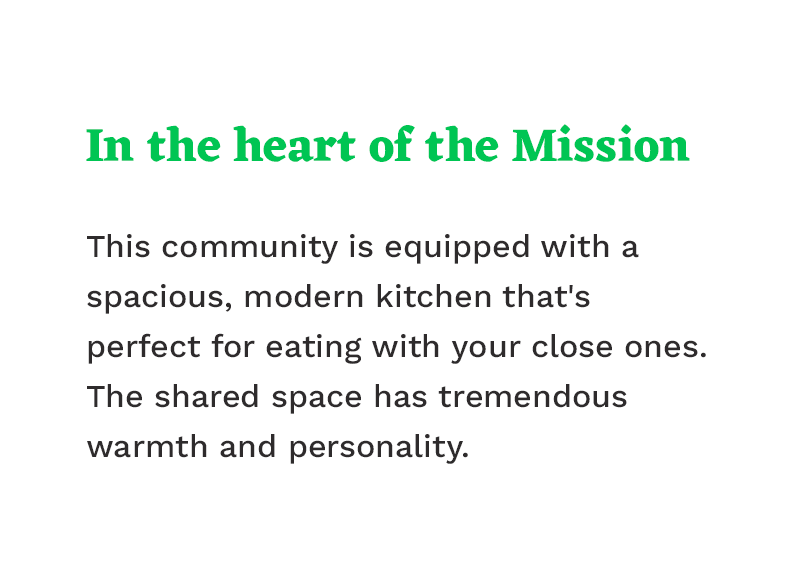 In the heart of the Mission
This community is equipped with a
spacious, modern kitchen that's
perfect for eating with your close ones.
The shared space has tremendous
warmth and personality.